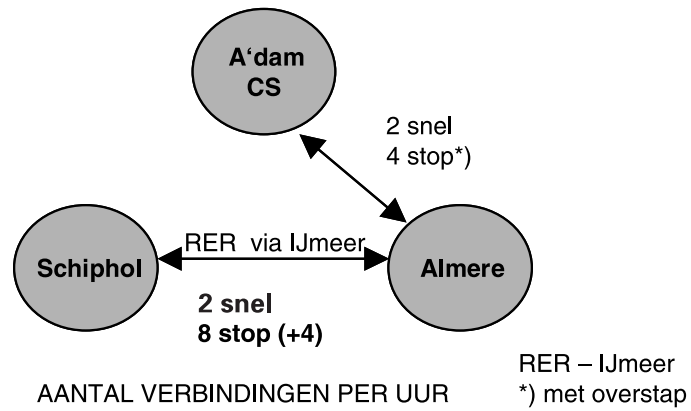 A‘dam
CS
2 snel
4 stop*)
RER via IJmeer
Schiphol
Almere
2 snel
8 stop (+4)
RER – IJmeer
AANTAL VERBINDINGEN PER UUR
*) met overstap